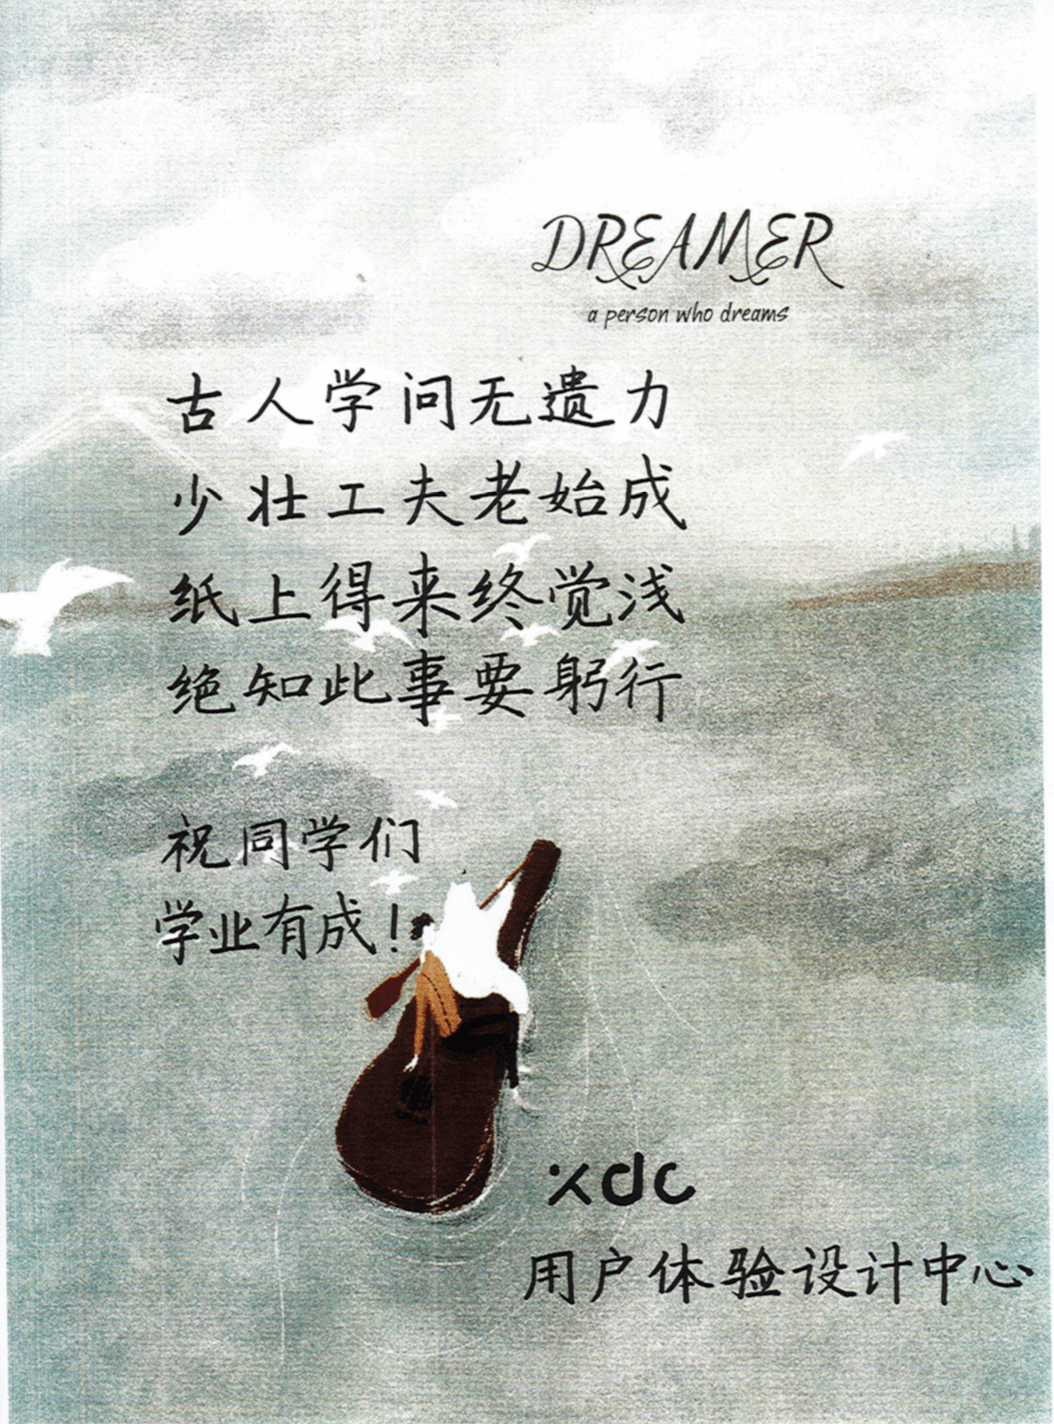 DREAMER
a person who dreams
古人学问无遗力
少壮工夫老始成
纸上得来终觉浅
绝知此事要躬行
祝同学们
学业有成!
xdc
用户体验设计中心